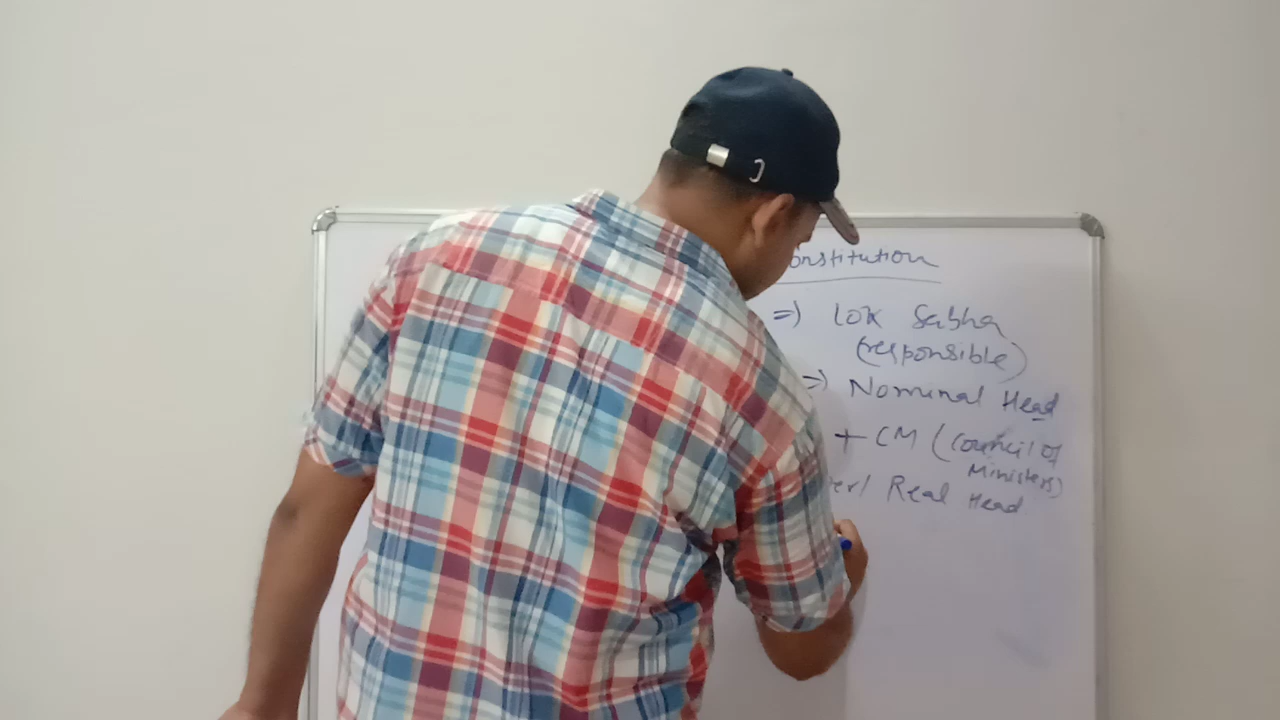 onstitution
=) Lok Sabha
(responsible)
=) Nominal Head
+ CM (Council of
Ministers)
er/ Real Head